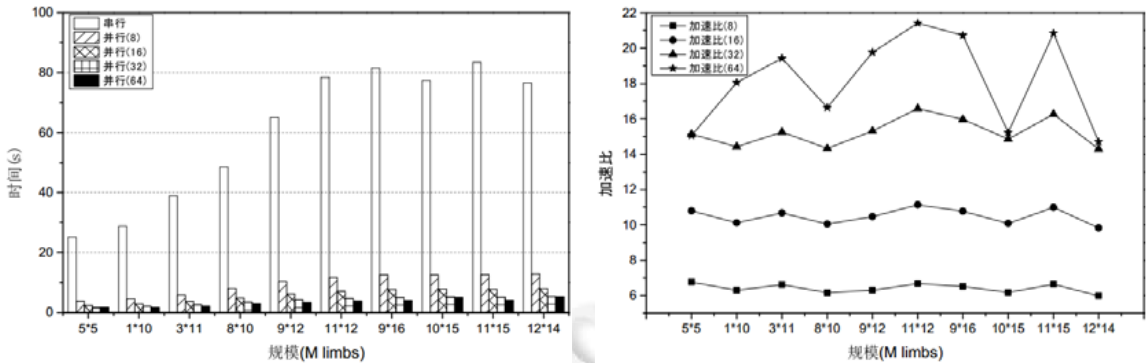 100
80
60
40
20
0
时间(s)
串行
并行(8)
并行(16)
并行(32)
并行(64)
5*5 1*10 3*11 8*10 9*12 11*12 9*16 10*15 11*15 12*14
规模(M limbs)
22
20
18
16
14
12
10
8
6
加速比
加速比(8)
加速比(16)
加速比(32)
加速比(64)
5*5 1*10 3*11 8*10 9*12 11*12 9*16 10*15 11*15 12*14
规模(M limbs)